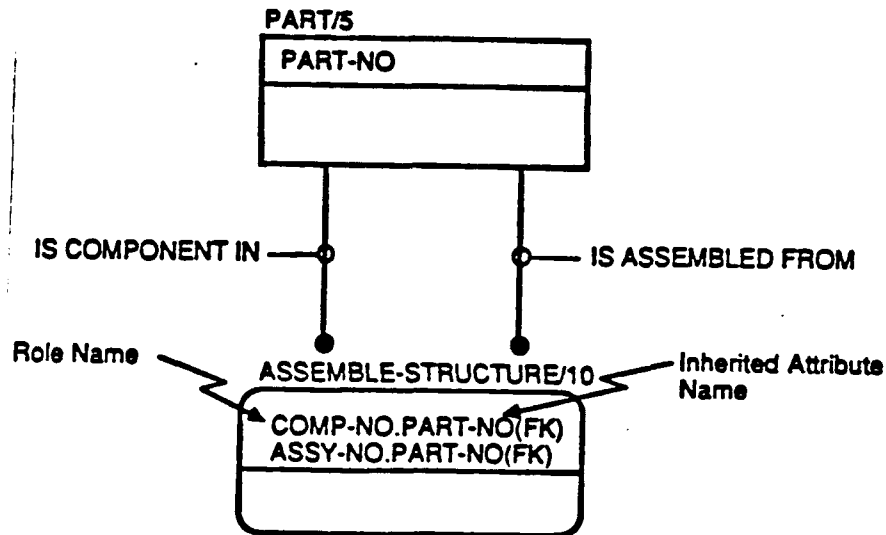 PART/5
PART-NO
IS COMPONENT IN
IS ASSEMBLED FROM
Role Name
Inherited Attribute
Name
ASSEMBLE-STRUCTURE/10
COMP-NO.PART-NO(FK)
ASSY-NO.PART-NO(FK)